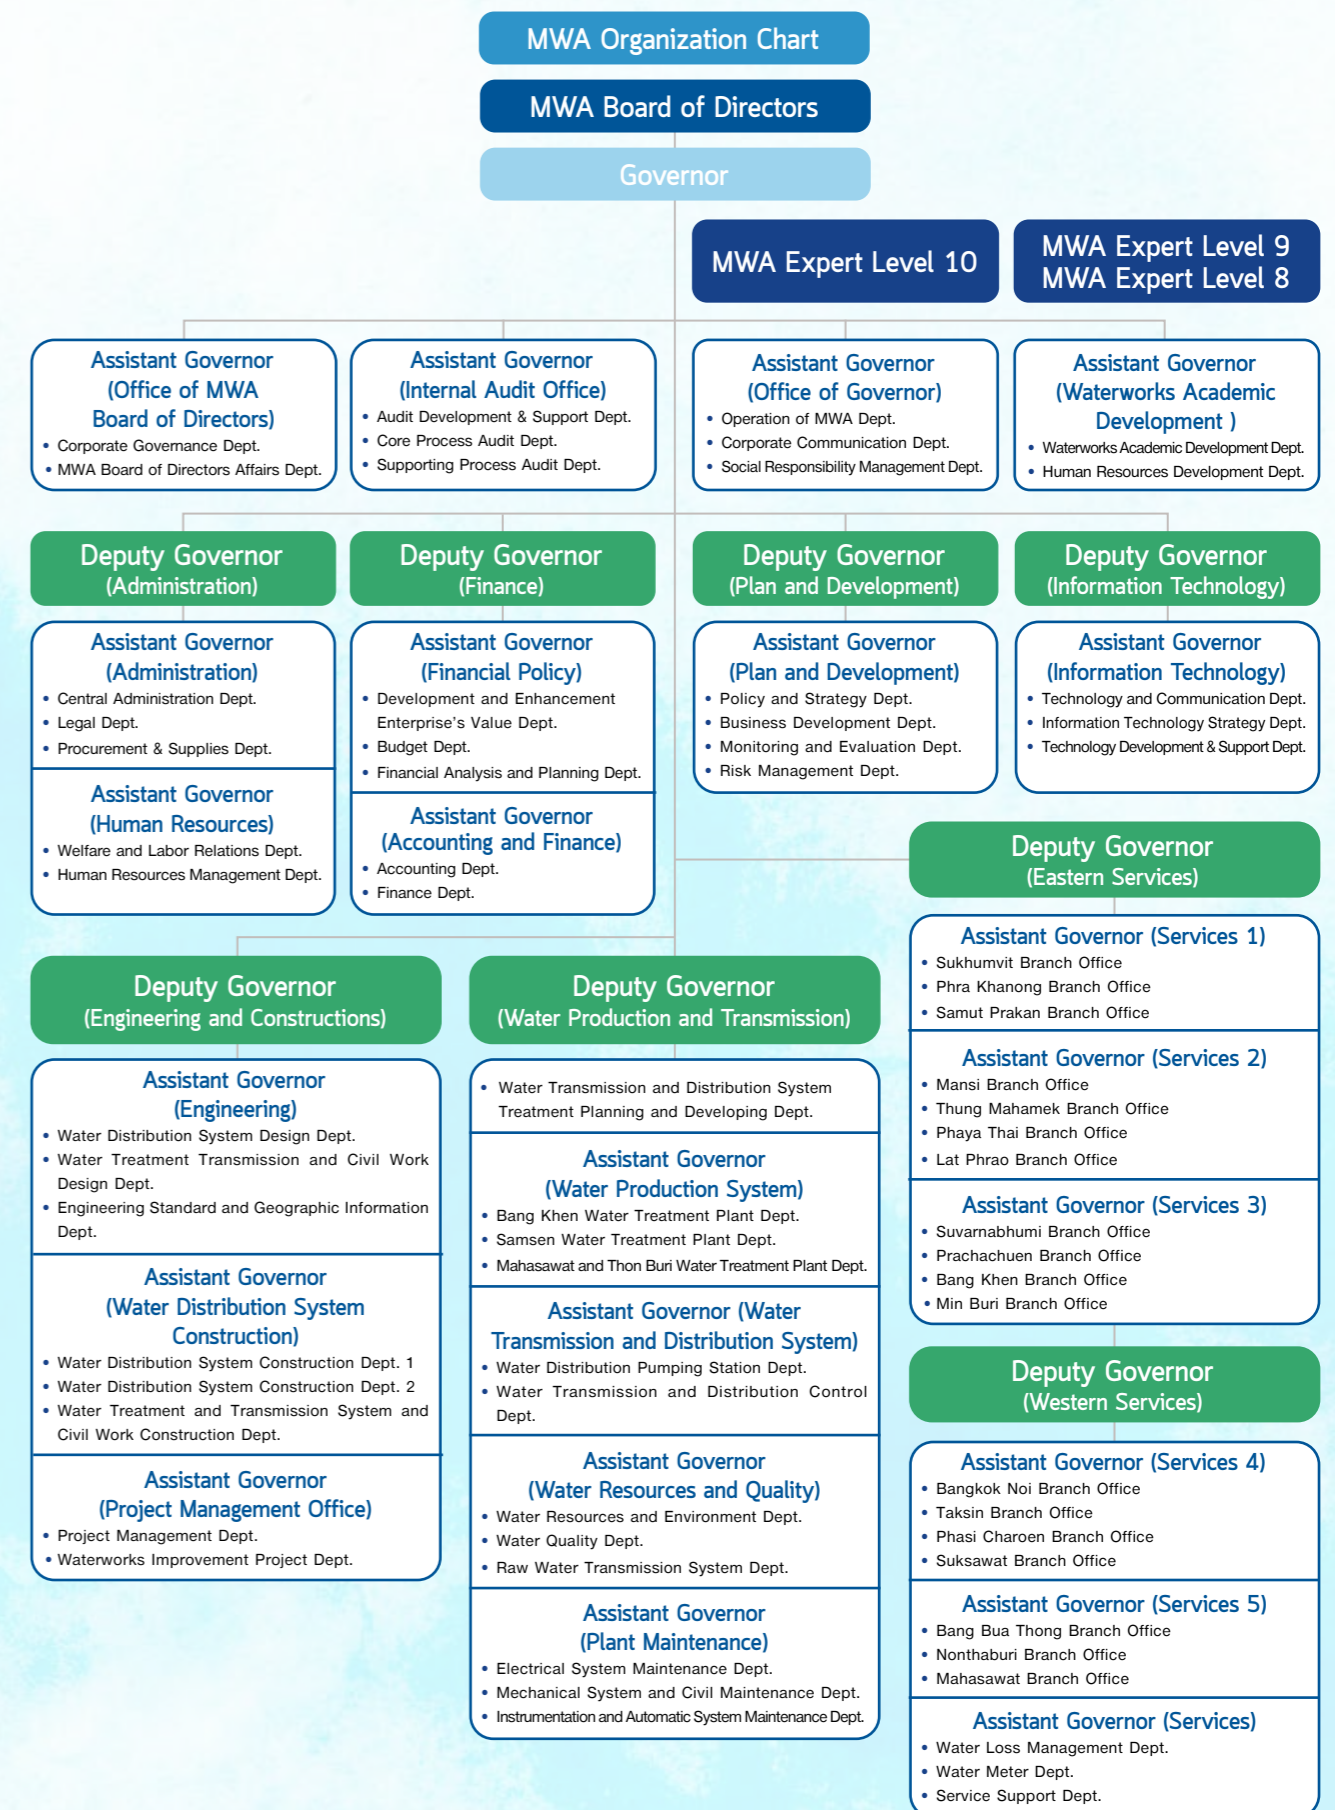 MWA Organization Chart
MWA Board of Directors
Governor
MWA Expert Level 10
MWA Expert Level 9
MWA Expert Level 8
Assistant Governor
(Office of MWA
Board of Directors)
• Corporate Governance Dept.
• MWA Board of Directors Affairs Dept.
Assistant Governor
(Internal Audit Office)
• Audit Development & Support Dept.
• Core Process Audit Dept.
• Supporting Process Audit Dept.
Assistant Governor
(Office of Governor)
• Operation of MWA Dept.
• Corporate Communication Dept.
• Social Responsibility Management Dept.
Assistant Governor
(Waterworks Academic
Development )
• Waterworks Academic Development Dept.
• Human Resources Development Dept.
Deputy Governor
(Administration)
Assistant Governor
(Administration)
• Central Administration Dept.
• Legal Dept.
• Procurement & Supplies Dept.
Assistant Governor
(Human Resources)
• Welfare and Labor Relations Dept.
• Human Resources Management Dept.
Deputy Governor
(Finance)
Assistant Governor
(Financial Policy)
• Development and Enhancement
Enterprise's Value Dept.
• Budget Dept.
• Financial Analysis and Planning Dept.
Assistant Governor
(Accounting and Finance)
• Accounting Dept.
• Finance Dept.
Deputy Governor
(Plan and Development)
Assistant Governor
(Plan and Development)
• Policy and Strategy Dept.
• Business Development Dept.
• Monitoring and Evaluation Dept.
• Risk Management Dept.
Deputy Governor
(Information Technology)
Assistant Governor
(Information Technology)
• Technology and Communication Dept.
• Information Technology Strategy Dept.
• Technology Development & Support Dept.
Deputy Governor
(Engineering and Constructions)
Assistant Governor
(Engineering)
• Water Distribution System Design Dept.
• Water Treatment Transmission and Civil Work
Design Dept.
• Engineering Standard and Geographic Information
Dept.
Assistant Governor
(Water Distribution System
Construction)
• Water Distribution System Construction Dept. 1
• Water Distribution System Construction Dept. 2
• Water Treatment and Transmission System and
Civil Work Construction Dept.
Assistant Governor
(Project Management Office)
• Project Management Dept.
• Waterworks Improvement Project Dept.
Deputy Governor
(Water Production and Transmission)
• Water Transmission and Distribution System
Treatment Planning and Developing Dept.
Assistant Governor
(Water Production System)
• Bang Khen Water Treatment Plant Dept.
• Samsen Water Treatment Plant Dept.
• Mahasawat and Thon Buri Water Treatment Plant Dept.
Assistant Governor (Water
Transmission and Distribution System)
• Water Distribution Pumping Station Dept.
• Water Transmission and Distribution Control
Dept.
Assistant Governor
(Water Resources and Quality)
• Water Resources and Environment Dept.
• Water Quality Dept.
• Raw Water Transmission System Dept.
Assistant Governor
(Plant Maintenance)
• Electrical System Maintenance Dept.
• Mechanical System and Civil Maintenance Dept.
• Instrumentation and Automatic System Maintenance Dept.
Deputy Governor
(Eastern Services)
Assistant Governor (Services 1)
• Sukhumvit Branch Office
• Phra Khanong Branch Office
• Samut Prakan Branch Office
Assistant Governor (Services 2)
• Mansi Branch Office
• Thung Mahamek Branch Office
• Phaya Thai Branch Office
• Lat Phrao Branch Office
Assistant Governor (Services 3)
• Suvarnabhumi Branch Office
• Prachachuen Branch Office
• Bang Khen Branch Office
• Min Buri Branch Office
Deputy Governor
(Western Services)
Assistant Governor (Services 4)
• Bangkok Noi Branch Office
• Taksin Branch Office
• Phasi Charoen Branch Office
• Suksawat Branch Office
Assistant Governor (Services 5)
• Bang Bua Thong Branch Office
• Nonthaburi Branch Office
• Mahasawat Branch Office
Assistant Governor (Services)
• Water Loss Management Dept.
• Water Meter Dept.
• Service Support Dept.